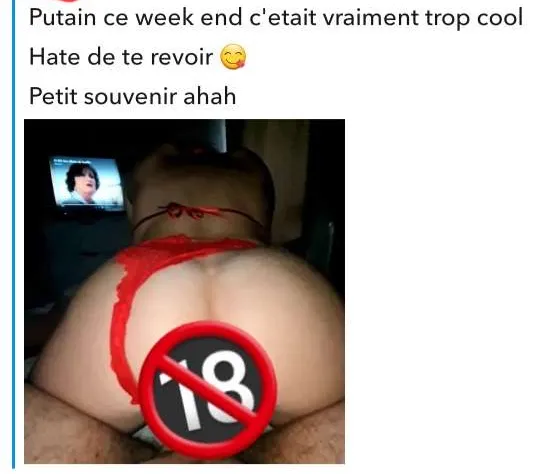 Putain ce week end c'etait vraiment trop cool
Hate de te revoir 😋
Petit souvenir ahah
18